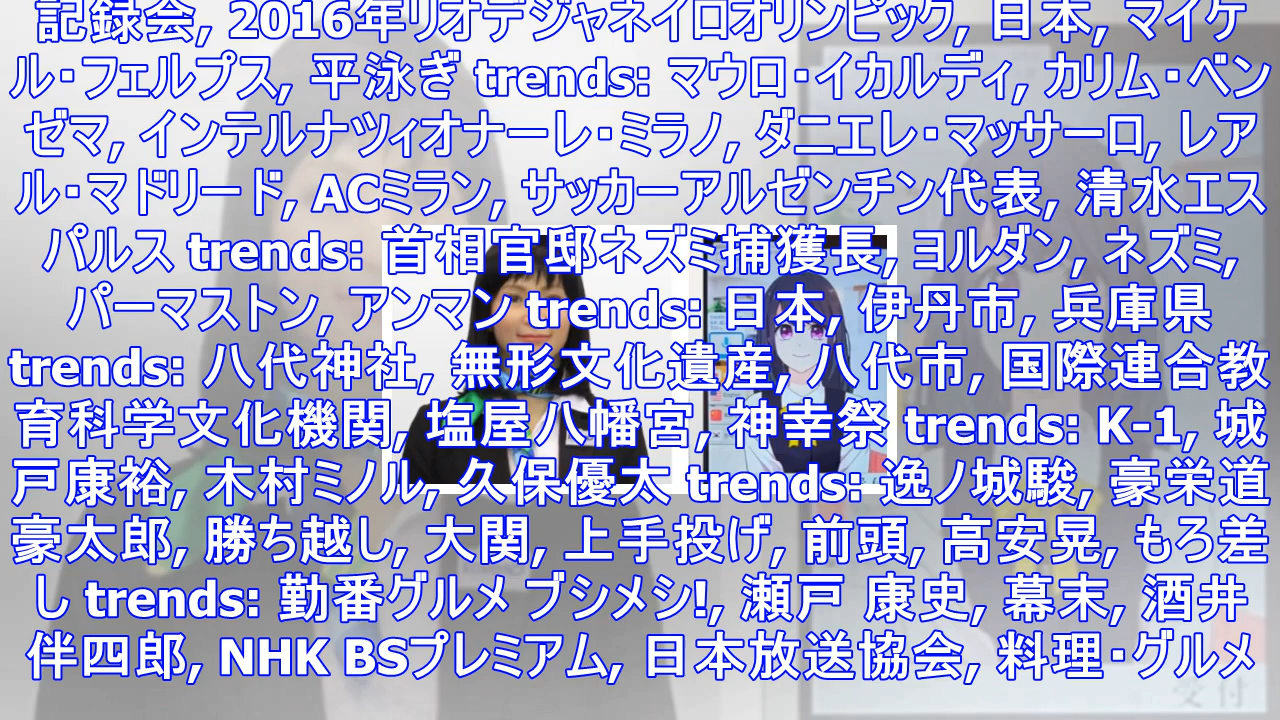 記録会, 2016年リオデジャネイロオリンピック, 日本, マイケ
ル・フェルプス, 平泳ぎ trends: マウロ・イカルディ, カリム・ベン
ゼマ, インテルナツィオナーレ・ミラノ, ダニエレ・マッサーロ, レア
ル・マドリード, ACミラン, サッカーアルゼンチン代表, 清水エス
パルス trends: 首相官邸ネズミ捕獲長, ヨルダン, ネズミ,
パーマストン, アンマン trends: 日本, 伊丹市, 兵庫県
trends: 八代神社, 無形文化遺産, 八代市, 国際連合教
育科学文化機関, 塩屋八幡宮, 神幸祭 trends: K-1, 城
戸康裕, 木村ミノル, 久保優太 trends: 逸ノ城駿, 豪栄道
豪太郎, 勝ち越し, 大関, 上手投げ, 前頭, 高安晃, もろ差
し trends: 勤番グルメ ブシメシ!, 瀬戸 康史, 幕末, 酒井
伴四郎, NHK BSプレミアム, 日本放送協会, 料理・グルメ
受付